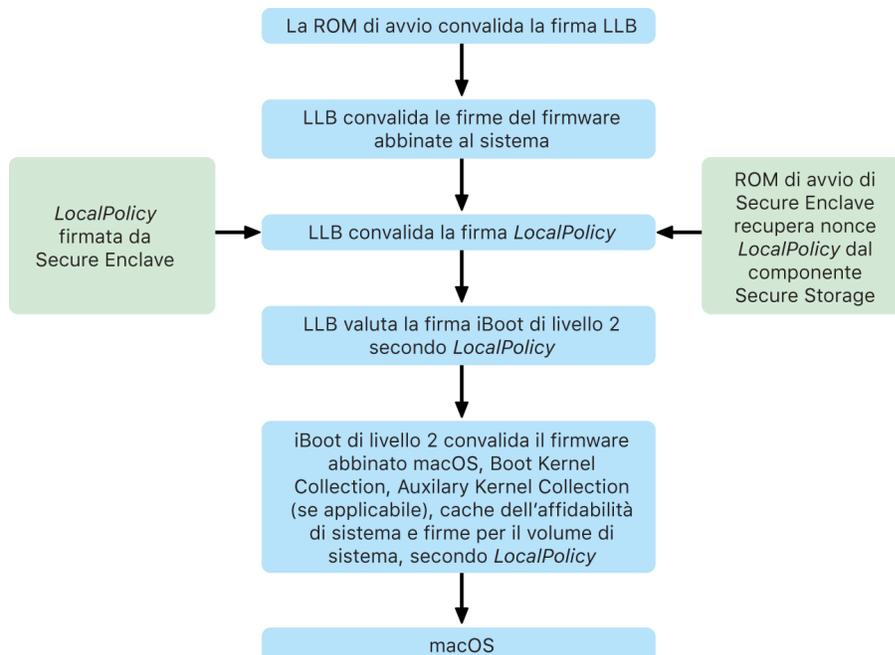 La ROM di avvio convalida la firma LLB
LLB convalida le firme del firmware
abbinate al sistema
LocalPolicy
firmata da
Secure Enclave
LLB convalida la firma LocalPolicy
ROM di avvio di
Secure Enclave
recupera nonce
LocalPolicy dal
componente
Secure Storage
LLB valuta la firma iBoot di livello 2
secondo LocalPolicy
iBoot di livello 2 convalida il firmware
abbinato macOS, Boot Kernel
Collection, Auxilary Kernel Collection
(se applicabile), cache dell'affidabilità
di sistema e firme per il volume di
sistema, secondo LocalPolicy
macOS